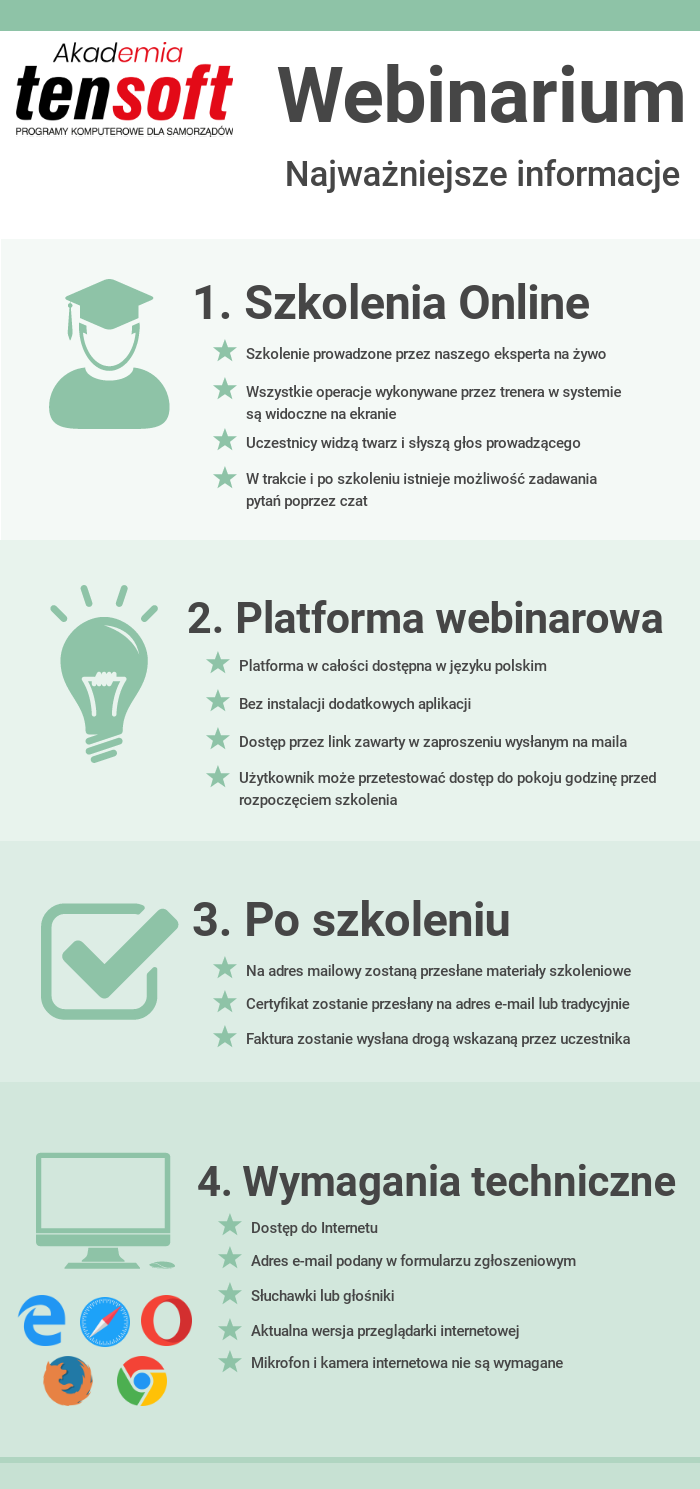 Akademia
tensoft
PROGRAMY KOMPUTEROWE DLA SAMORZĄDÓW
Webinarium
Najważniejsze informacje
1. Szkolenia Online
Szkolenie prowadzone przez naszego eksperta na żywo
Wszystkie operacje wykonywane przez trenera w systemie
są widoczne na ekranie
Uczestnicy widzą twarz i słyszą głos prowadzącego
W trakcie i po szkoleniu istnieje możliwość zadawania
pytań poprzez czat
2. Platforma webinarowa
Platforma w całości dostępna w języku polskim
Bez instalacji dodatkowych aplikacji
Dostęp przez link zawarty w zaproszeniu wysłanym na maila
Użytkownik może przetestować dostęp do pokoju godzinę przed
rozpoczęciem szkolenia
3. Po szkoleniu
Na adres mailowy zostaną przesłane materiały szkoleniowe
Certyfikat zostanie przesłany na adres e-mail lub tradycyjnie
Faktura zostanie wysłana drogą wskazaną przez uczestnika
4. Wymagania techniczne
Dostęp do Internetu
Adres e-mail podany w formularzu zgłoszeniowym
Słuchawki lub głośniki
Aktualna wersja przeglądarki internetowej
Mikrofon i kamera internetowa nie są wymagane